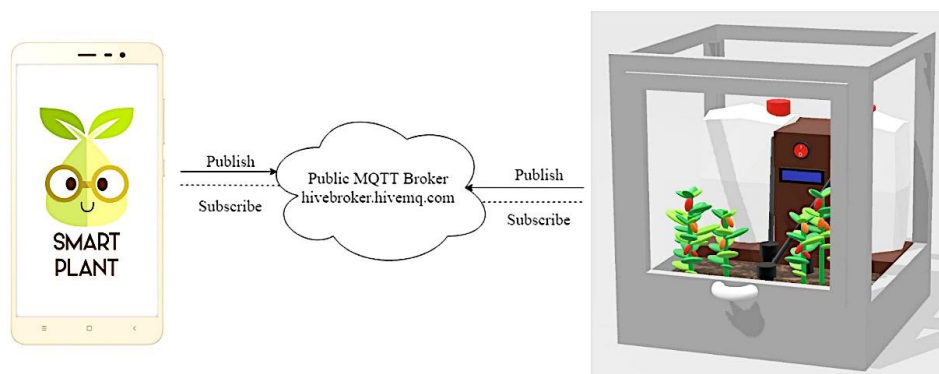 SMART
PLANT
Publish
Subscribe
Public MQTT Broker
hivebroker.hivemq.com
Publish
Subscribe